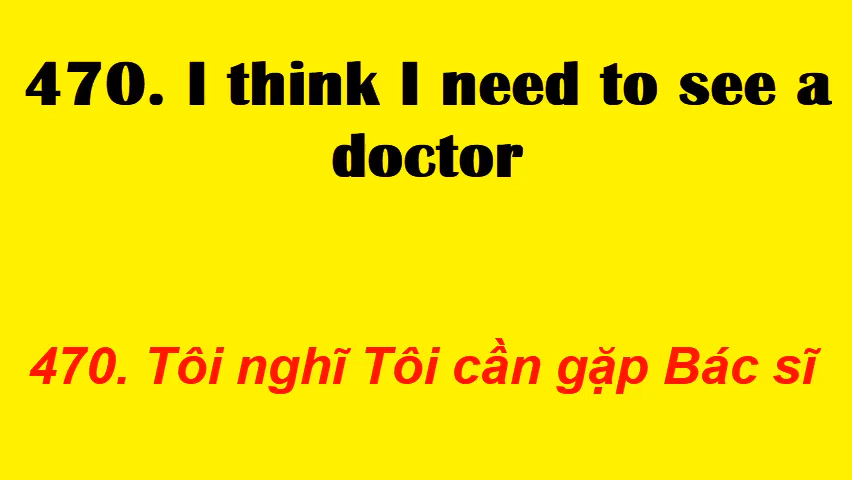 470. I think I need to see a
doctor
470. Tôi nghĩ Tôi cần gặp Bác sĩ